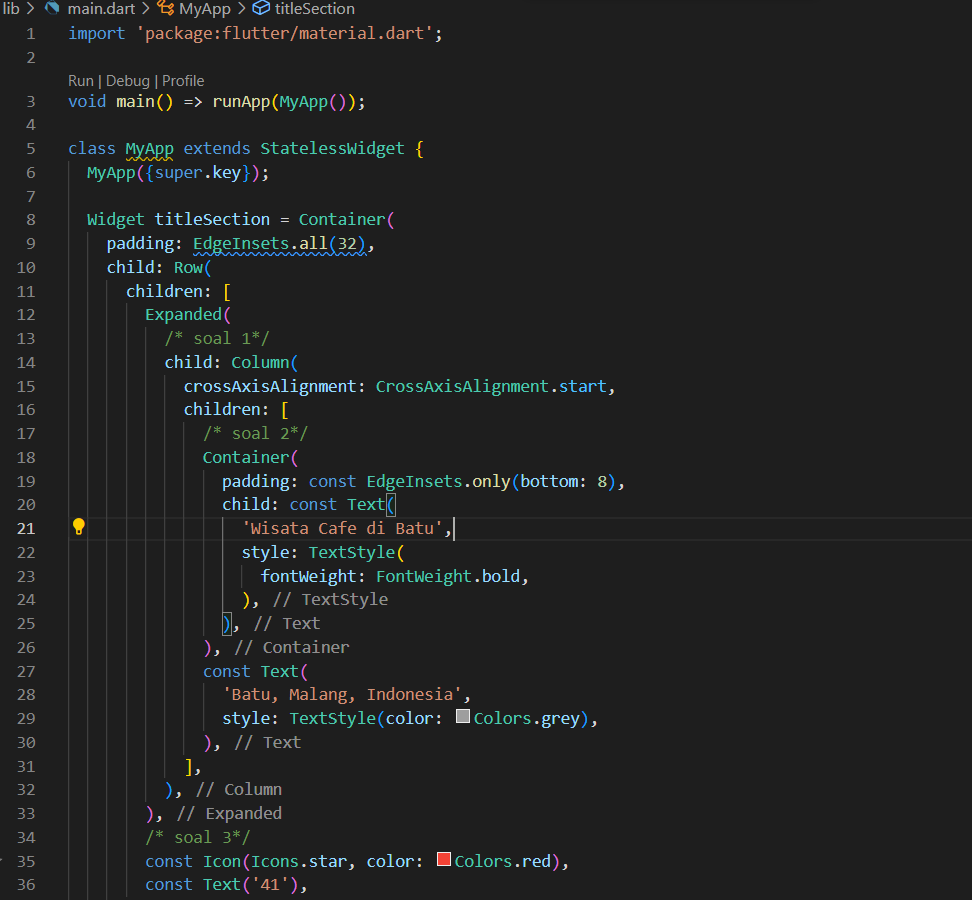 lib > main.dart > MyApp > titleSection
1 import 'package:flutter/material.dart';
2
Run | Debug | Profile
3 void main() => runApp(MyApp());
4
5 class MyApp extends StatelessWidget {
6   MyApp({super.key});
7
8   Widget titleSection = Container(
9     padding: EdgeInsets.all(32),
10     child: Row(
11       children: [
12         Expanded(
13           /* soal 1*/
14           child: Column(
15             crossAxisAlignment: CrossAxisAlignment.start,
16             children: [
17               /* soal 2*/
18               Container(
19                 padding: const EdgeInsets.only(bottom: 8),
20                 child: const Text(
21                   'Wisata Cafe di Batu',
22                   style: TextStyle(
23                     fontWeight: FontWeight.bold,
24                   ), // TextStyle
25                 ), // Text
26               ), // Container
27               const Text(
28                 'Batu, Malang, Indonesia',
29                 style: TextStyle(color: Colors.grey),
30               ), // Text
31             ],
32           ), // Column
33         ), // Expanded
34         /* soal 3*/
35         const Icon(Icons.star, color: Colors.red),
36         const Text('41'),